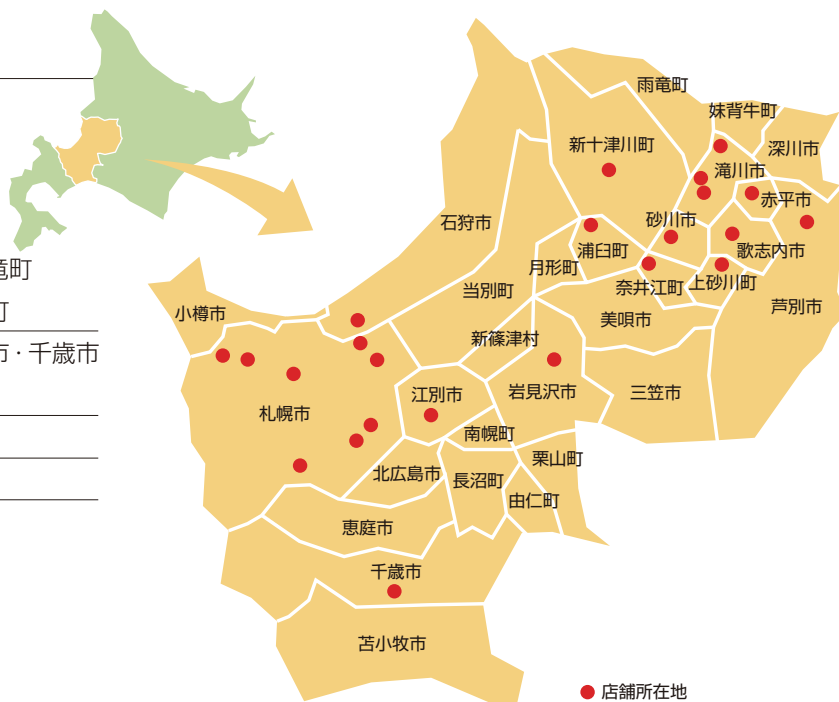 竜町
町
市・千歳市
雨竜町
妹背牛町
深川市
新十津川町
滝川市
赤平市
石狩市
砂川市
浦臼町
歌志内市
月形町
奈井江町
上砂川町
当別町
芦別市
小樽市
美唄市
新篠津村
江別市
岩見沢市
三笠市
札幌市
南幌町
栗山町
北広島市
長沼町
由仁町
恵庭市
千歳市
苫小牧市
店舗所在地